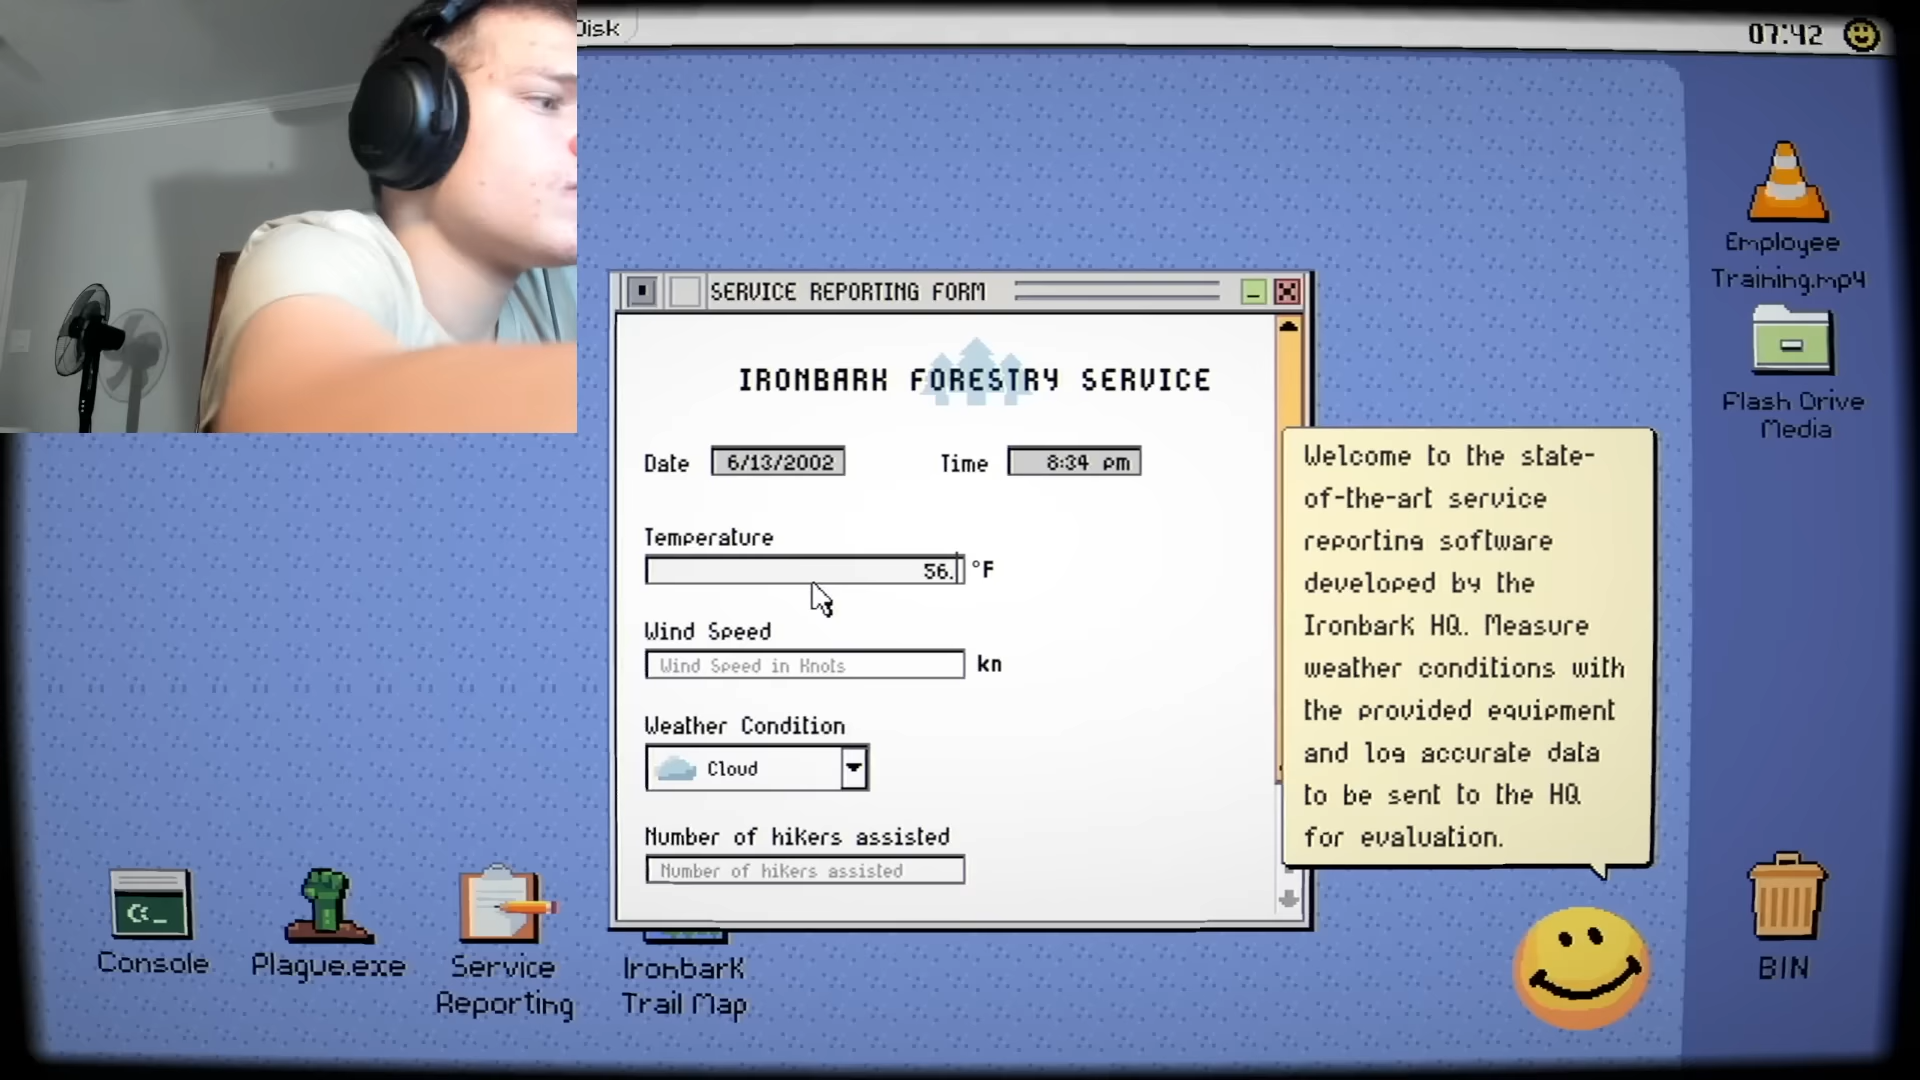 Disk
07:42
SERVICE REPORTING FORM
IRONBARK FORESTRY SERVICE
Date 6/13/2002 Time 8:34 pm
Temperature
56. °F
Wind Speed
Wind Speed in Knots kn
Weather Condition
Cloud
Number of hikers assisted
Number of hikers assisted
Welcome to the state-
of-the-art service
reporting software
developed by the
Ironbark HQ. Measure
weather conditions with
the provided equipment
and log accurate data
to be sent to the HQ
for evaluation.
Employee
Training.mp4
Flash Drive
Media
BIN
Console
Plague.exe
Service
Reporting
Ironbark
Trail Map